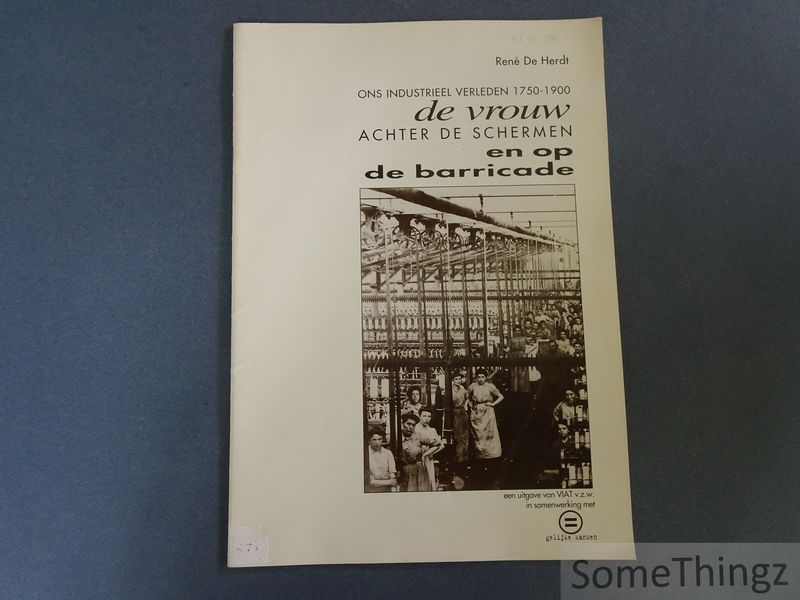 René De Herdt
ONS INDUSTRIEEL VERLEDEN 1750-1900
de vrouw
ACHTER DE SCHERMEN
en op
de barricade
een uitgave van VIAT v.z.w.
in samenwerking met
gelijke kansen
SomeThingz